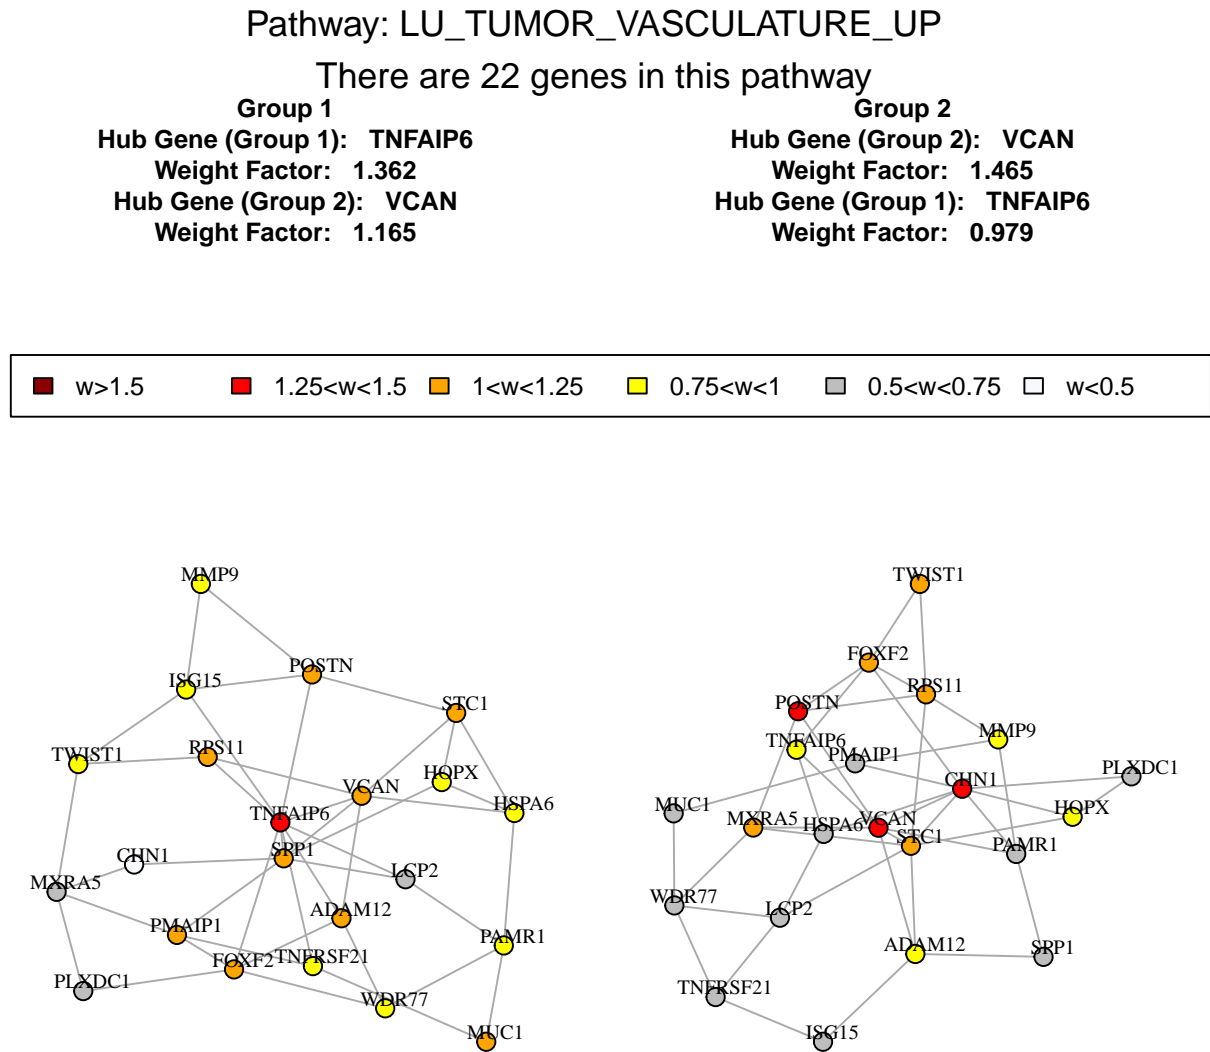 Pathway: LU_TUMOR_VASCULATURE_UP
There are 22 genes in this pathway
Group 1
Hub Gene (Group 1): TNFAIP6
Weight Factor: 1.362
Hub Gene (Group 2): VCAN
Weight Factor: 1.165
Group 2
Hub Gene (Group 2): VCAN
Weight Factor: 1.465
Hub Gene (Group 1): TNFAIP6
Weight Factor: 0.979
w>1.5
1.25<w<1.5
1<w<1.25
0.75<w<1
0.5<w<0.75
w<0.5
MMP9
POSTN
ISG15
STC1
RPS11
TWIST1
HOPX
VCAN
HSPA6
TNFAIP6
SPP1
CHN1
LCP2
MXRA5
ADAM12
PMAIP1
PAMR1
TNFRSF21
FOXF2
PLXDC1
WDR77
MUC1
TWIST1
FOXF2
RPS11
POSTN
MMP9
TNFAIP6
PMAIP1
PLXDC1
CHN1
MUC1
HOPX
MXRA5
HSPA6
VCAN
STC1
PAMR1
WDR77
LCP2
ADAM12
SPP1
TNFRSF21
ISG15